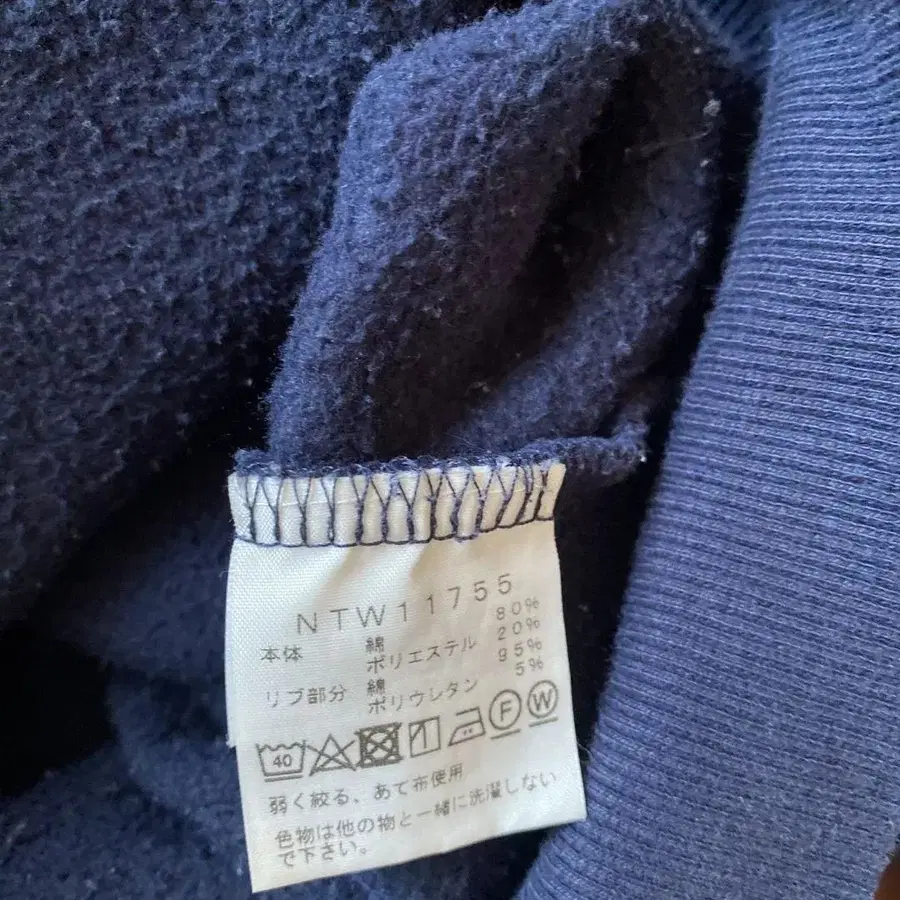 NTW11755
本体 綿 80%
ポリエステル 20%
リブ部分 綿 95%
ポリウレタン 5%
40 F W
弱く絞る、あて布使用
色物は他の物と一緒に洗濯しない
で下さい。